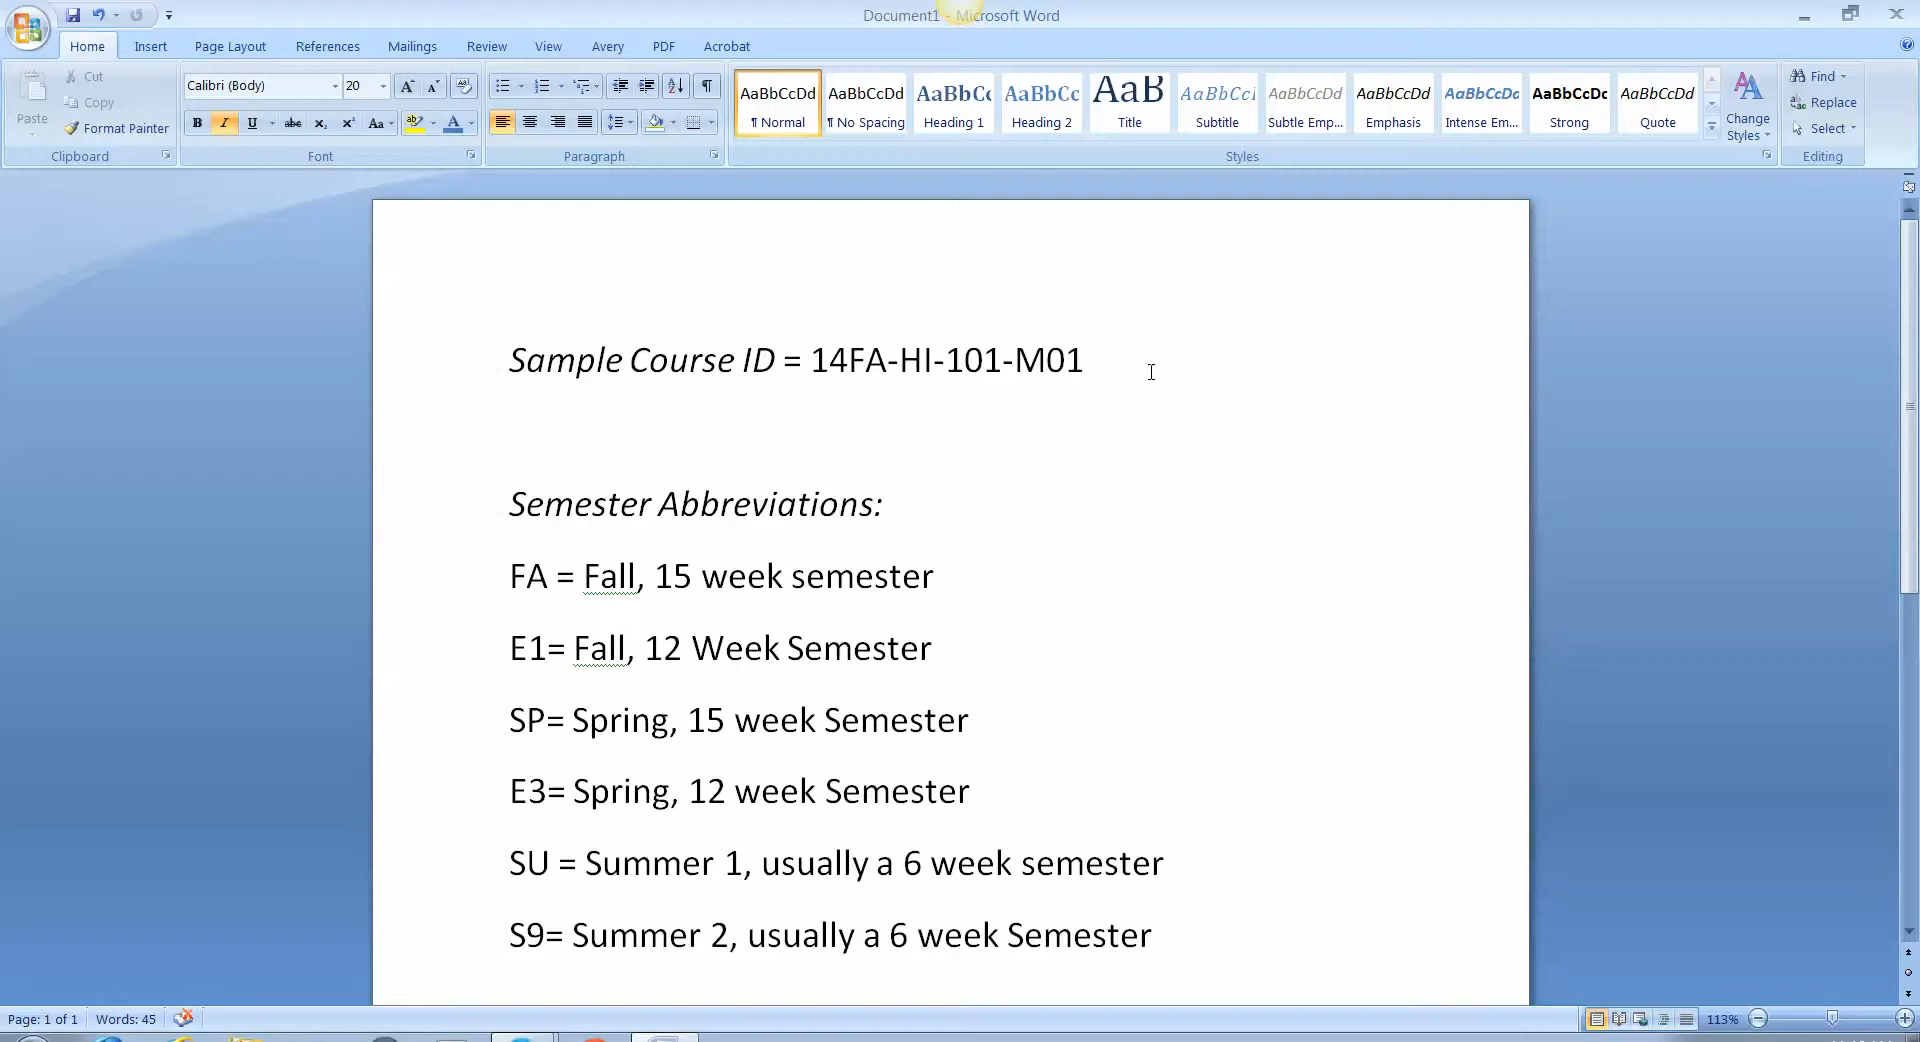 Document1 - Microsoft Word
Home Insert Page Layout References Mailings Review View Avery PDF Acrobat
Cut
Copy
Paste
Format Painter
Clipboard
Calibri (Body) 20
B I U abe X₂ X² Aa
Font
Paragraph
AaBbCcDd AaBbCcDd AaBbCc AaBbCc AaB AaBbCcI AaBbCcDd AaBbCcDd AaBbCcDd AaBbCcDc AaBbCcDd
¶ Normal ¶ No Spacing Heading 1 Heading 2 Title Subtitle Subtle Emp... Emphasis Intense Em... Strong Quote
Change
Styles
Styles
Find
Replace
Select
Editing
Sample Course ID = 14FA-HI-101-M01
Semester Abbreviations:
FA = Fall, 15 week semester
E1= Fall, 12 Week Semester
SP= Spring, 15 week Semester
E3= Spring, 12 week Semester
SU = Summer 1, usually a 6 week semester
S9= Summer 2, usually a 6 week Semester
Page: 1 of 1 Words: 45 113%